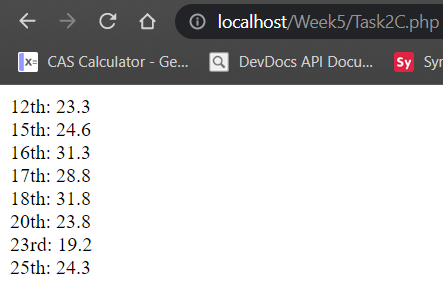 localhost/Week5/Task2C.php
CAS Calculator - Ge...
DevDocs API Docu...
Sy
Syr
12th: 23.3
15th: 24.6
16th: 31.3
17th: 28.8
18th: 31.8
20th: 23.8
23rd: 19.2
25th: 24.3